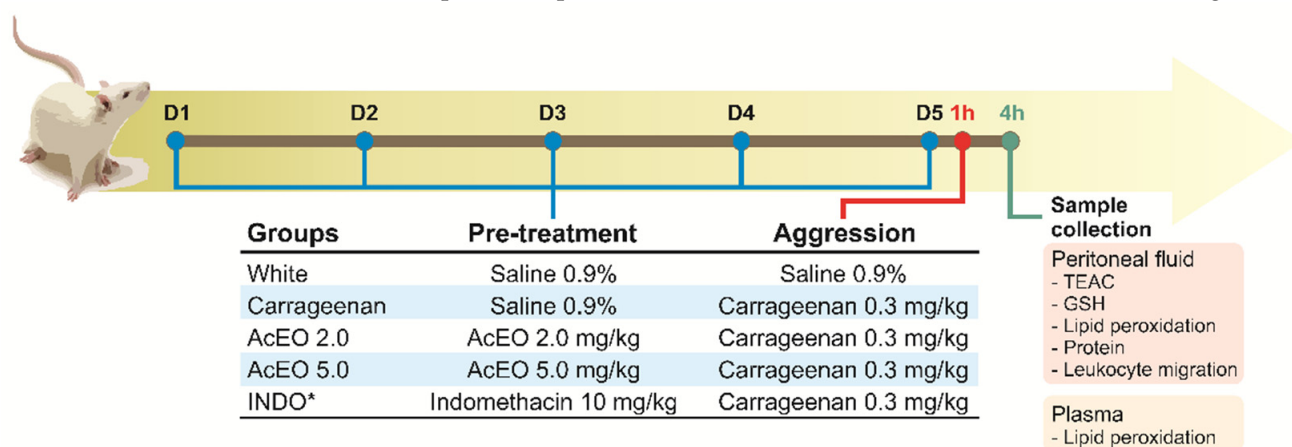 D1 D2 D3 D4 D5 1h 4h
Groups Pre-treatment Aggression
White Saline 0.9% Saline 0.9%
Carrageenan Saline 0.9% Carrageenan 0.3 mg/kg
AcEO 2.0 AcEO 2.0 mg/kg Carrageenan 0.3 mg/kg
AcEO 5.0 AcEO 5.0 mg/kg Carrageenan 0.3 mg/kg
INDO* Indomethacin 10 mg/kg Carrageenan 0.3 mg/kg
Sample
collection
Peritoneal fluid
- TEAC
- GSH
- Lipid peroxidation
- Protein
- Leukocyte migration
Plasma
- Lipid peroxidation